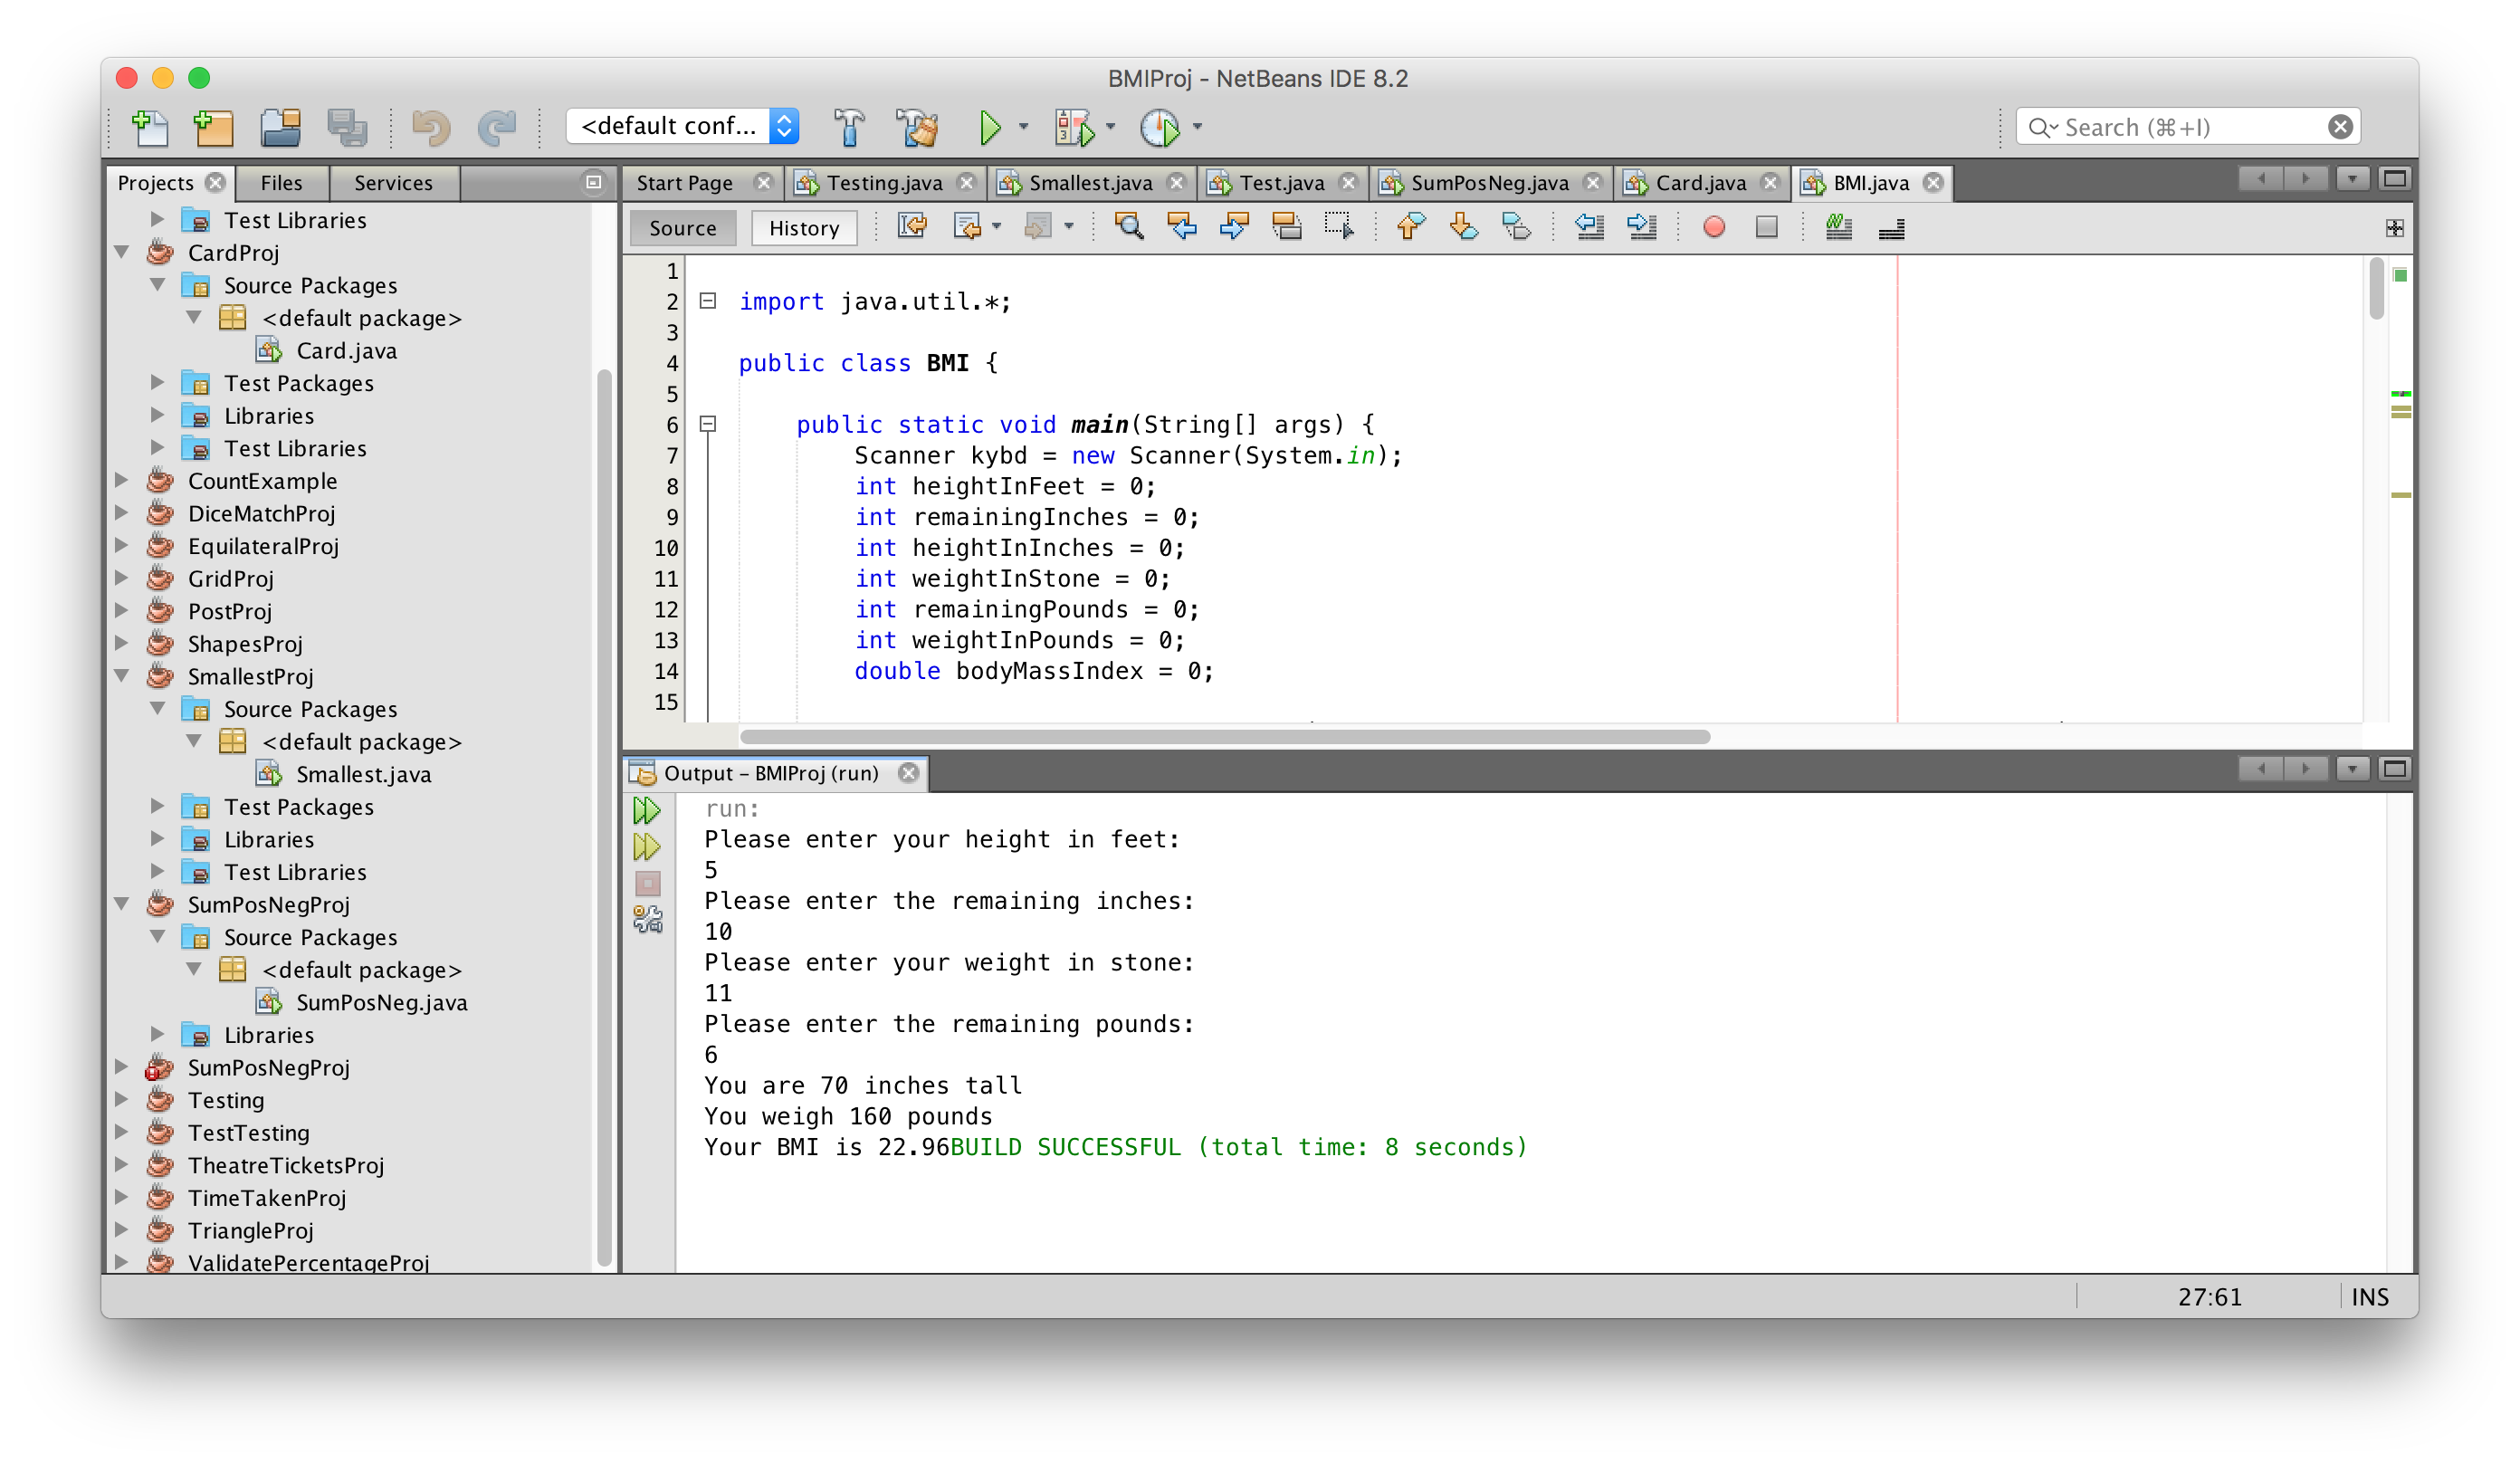 BMIProj - NetBeans IDE 8.2
<default conf...
Search (⌘+I)
Projects
Files
Services
Test Libraries
CardProj
Source Packages
<default package>
Card.java
Test Packages
Libraries
Test Libraries
CountExample
DiceMatchProj
EquilateralProj
GridProj
PostProj
ShapesProj
SmallestProj
Source Packages
<default package>
Smallest.java
Test Packages
Libraries
Test Libraries
SumPosNegProj
Source Packages
<default package>
SumPosNeg.java
Libraries
SumPosNegProj
Testing
TestTesting
TheatreTicketsProj
TimeTakenProj
TriangleProj
ValidatePercentageProj
Start Page Testing.java Smallest.java Test.java SumPosNeg.java Card.java BMI.java
Source History
1
2 import java.util.*;
3
4 public class BMI {
5
6 public static void main(String[] args) {
7 Scanner kybd = new Scanner(System.in);
8 int heightInFeet = 0;
9 int remainingInches = 0;
10 int heightInInches = 0;
11 int weightInStone = 0;
12 int remainingPounds = 0;
13 int weightInPounds = 0;
14 double bodyMassIndex = 0;
15
Output - BMIProj (run)
run:
Please enter your height in feet:
5
Please enter the remaining inches:
10
Please enter your weight in stone:
11
Please enter the remaining pounds:
6
You are 70 inches tall
You weigh 160 pounds
Your BMI is 22.96BUILD SUCCESSFUL (total time: 8 seconds)
27:61 INS